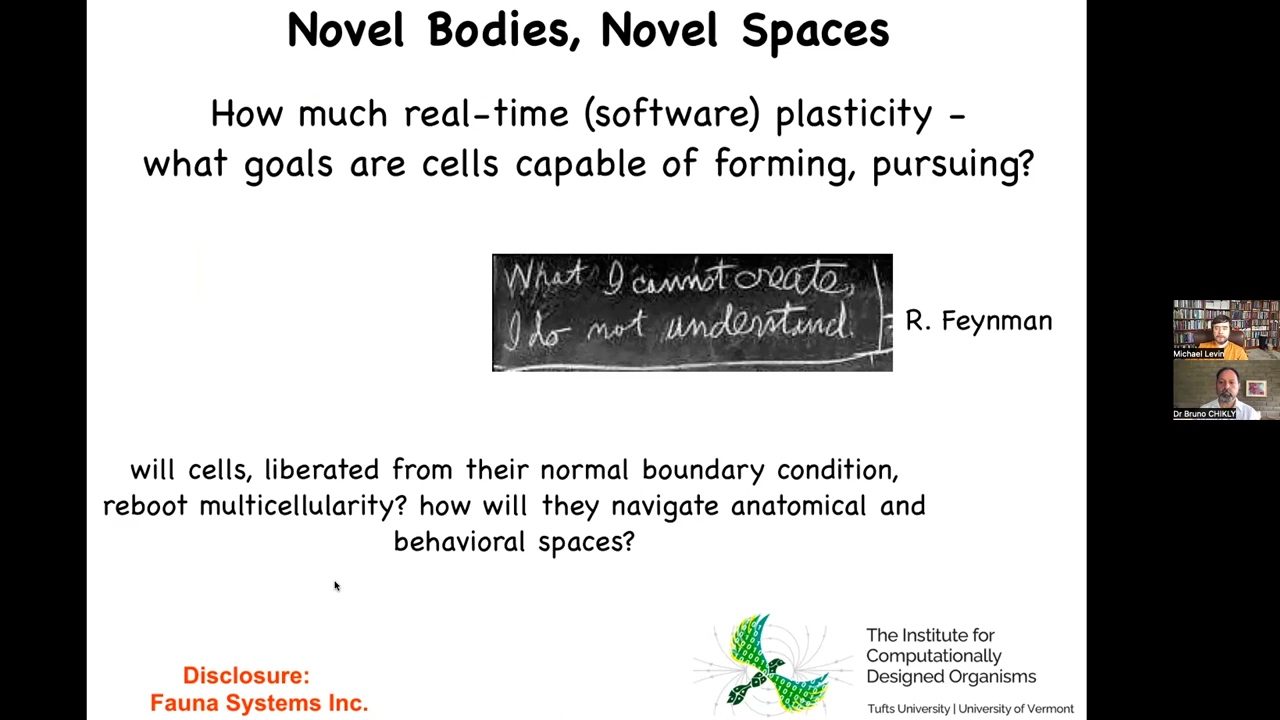 Novel Bodies, Novel Spaces
How much real-time (software) plasticity -
what goals are cells capable of forming, pursuing?
What I cannot create,
I do not understand.
R. Feynman
Michael Levin
Dr Bruno CHIKLY
will cells, liberated from their normal boundary condition,
reboot multicellularity? how will they navigate anatomical and
behavioral spaces?
Disclosure:
Fauna Systems Inc.
The Institute for
Computationally
Designed Organisms
Tufts University | University of Vermont